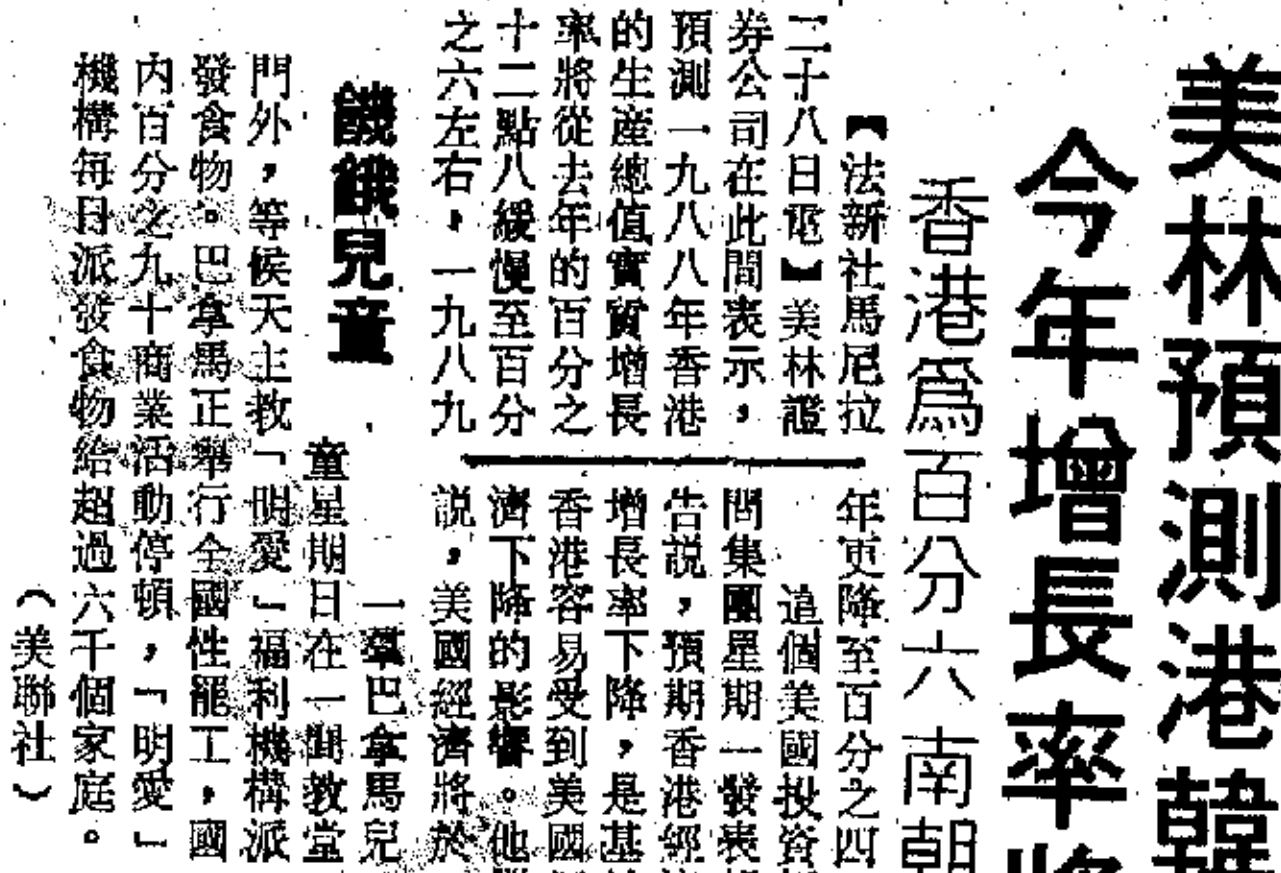 美林預測港韓
今年增長率將
香港為百分六南朝
【法新社馬尼拉
二十八日電】美林證
券公司在此間表示，
預測一九八八年香港
的生產總值實質增長
率將從去年的百分之
十二點八緩慢至百分
之六左右，一九八九
年更降至百分之四
這個美國投資
問集團星期一發表
告說，預期香港經
增長率下降，是基
香港容易受到美國
濟下降的影響。他
說，美國經濟將於
饑餓兒童
一羣巴拿馬兒
童星期日在一間教堂
門外，等候天主教「明愛」福利機構派
發食物。巴拿馬正舉行全國性罷工，國
内百分之九十商業活動停頓，「明愛」
機構每日派發食物給超過六千個家庭。
（美聯社）